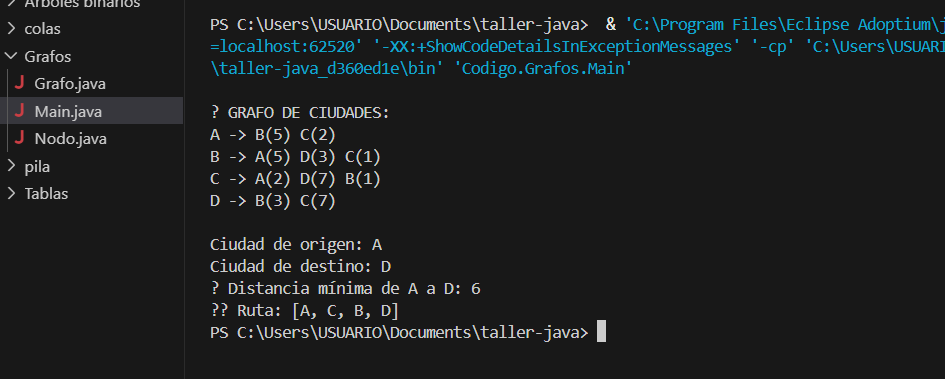 Arboles binarios
colas
Grafos
J Grafo.java
J Main.java
J Nodo.java
pila
Tablas
PS C:\Users\USUARIO\Documents\taller-java>  & 'C:\Program Files\Eclipse Adoptium\j
=localhost:62520' '-XX:+ShowCodeDetailsInExceptionMessages' '-cp' 'C:\Users\USUARI
\taller-java_d360ed1e\bin' 'Codigo.Grafos.Main'
? GRAFO DE CIUDADES:
A -> B(5) C(2)
B -> A(5) D(3) C(1)
C -> A(2) D(7) B(1)
D -> B(3) C(7)
Ciudad de origen: A
Ciudad de destino: D
? Distancia mínima de A a D: 6
?? Ruta: [A, C, B, D]
PS C:\Users\USUARIO\Documents\taller-java>